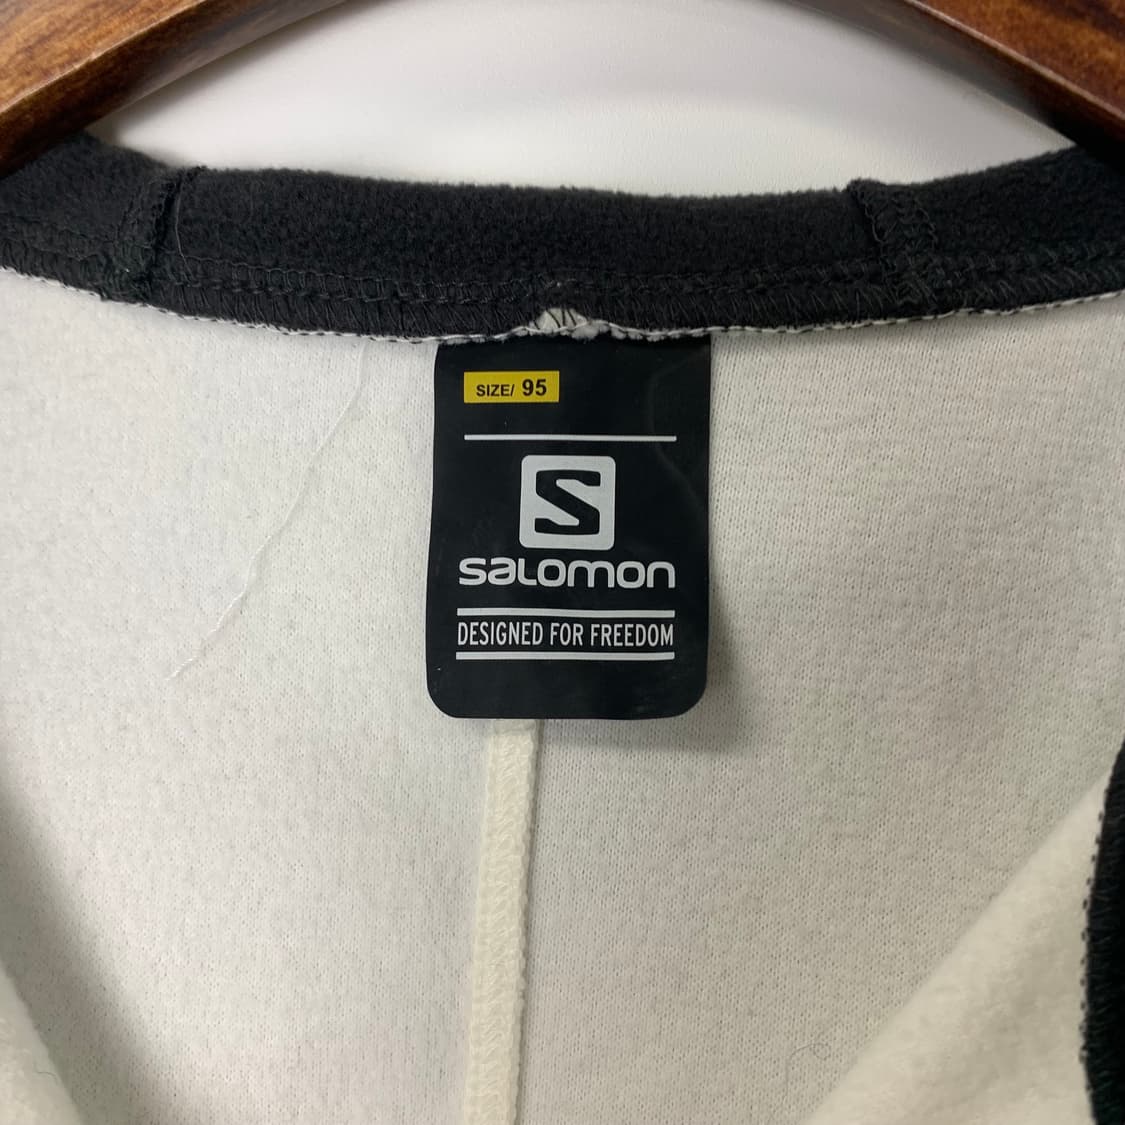 SIZE/ 95
S
SALOMON
DESIGNED FOR FREEDOM